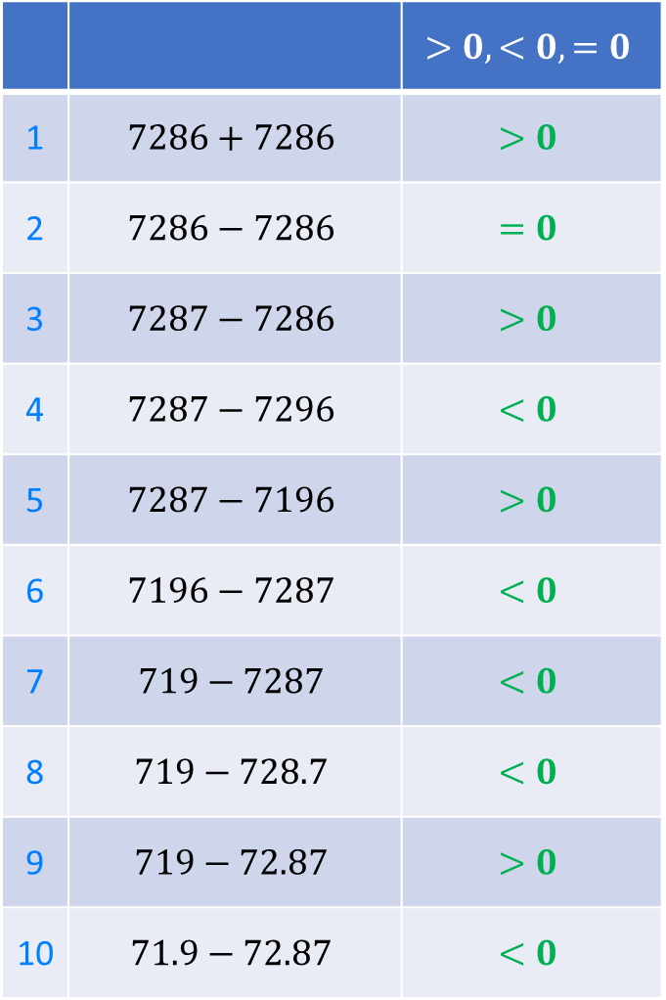 > 0, < 0, = 0
1 7286 + 7286 > 0
2 7286 − 7286 = 0
3 7287 − 7286 > 0
4 7287 − 7296 < 0
5 7287 − 7196 > 0
6 7196 − 7287 < 0
7 719 − 7287 < 0
8 719 − 728.7 < 0
9 719 − 72.87 > 0
10 71.9 − 72.87 < 0